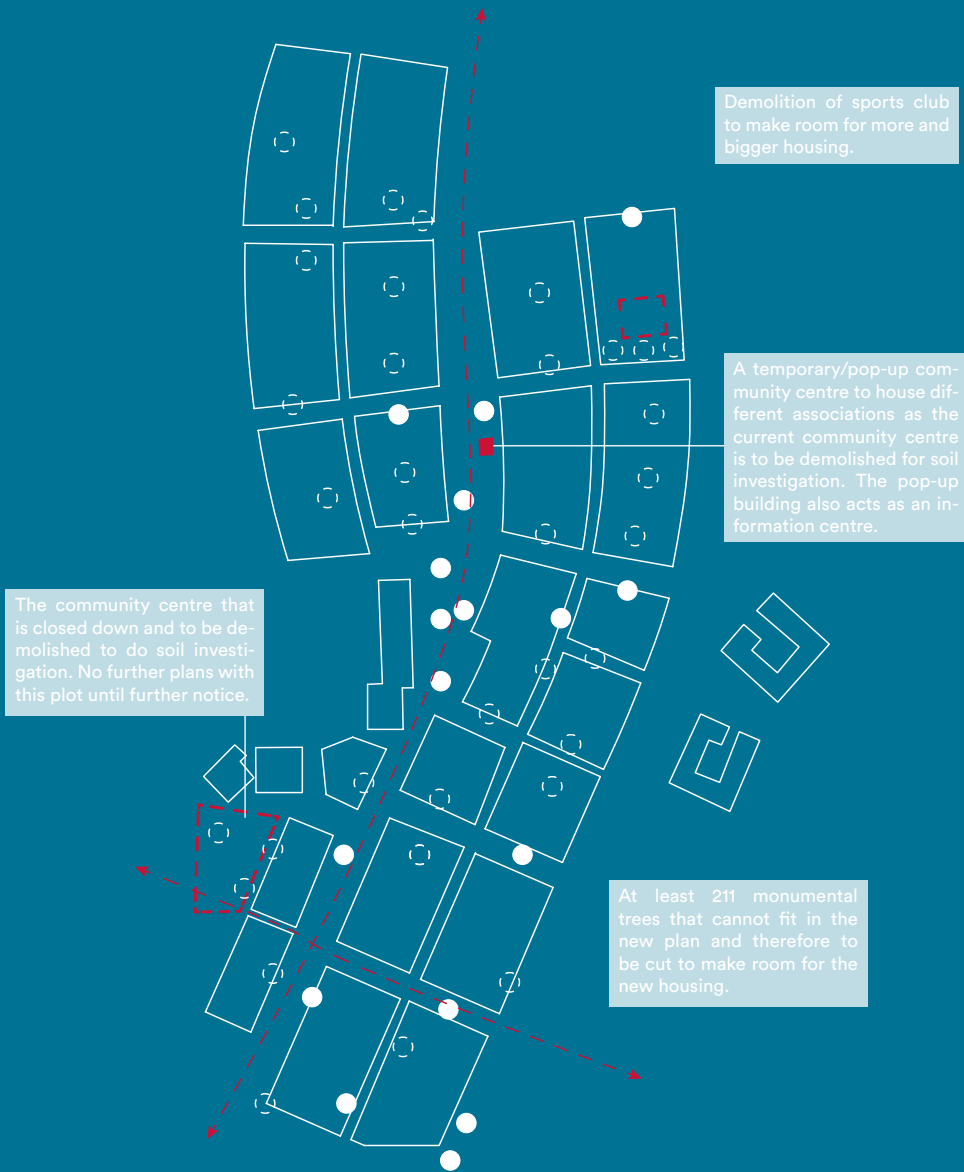 Demolition of sports club
to make room for more and
bigger housing.
A temporary/pop-up com-
munity centre to house dif-
ferent associations as the
current community centre
is to be demolished for soil
investigation. The pop-up
building also acts as an in-
formation centre.
The community centre that
is closed down and to be de-
molished to do soil investi-
gation. No further plans with
this plot until further notice.
At least 211 monumental
trees that cannot fit in the
new plan and therefore to
be cut to make room for the
new housing.